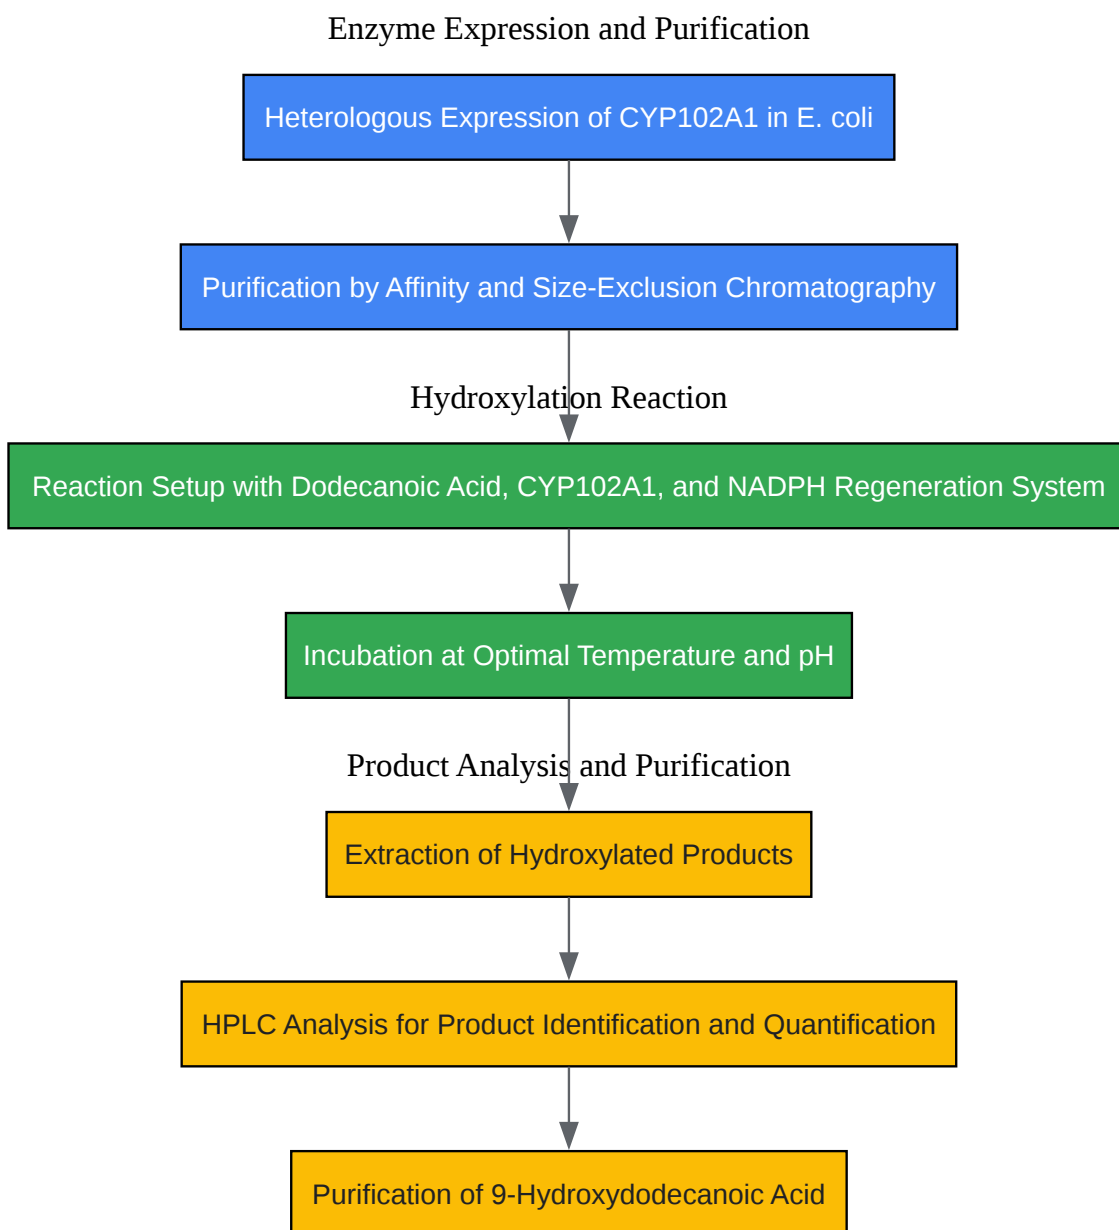 Enzyme Expression and Purification
Heterologous Expression of CYP102A1 in E. coli
Purification by Affinity and Size-Exclusion Chromatography
Hydroxylation Reaction
Reaction Setup with Dodecanoic Acid, CYP102A1, and NADPH Regeneration System
Incubation at Optimal Temperature and pH
Product Analysis and Purification
Extraction of Hydroxylated Products
HPLC Analysis for Product Identification and Quantification
Purification of 9-Hydroxydodecanoic Acid